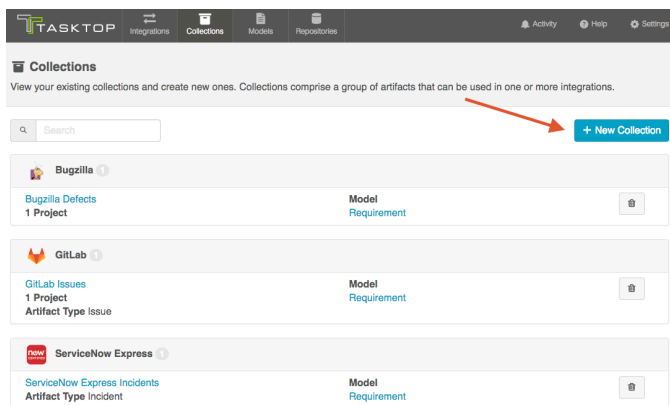 TASKTOP
Integrations
Collections
Models
Repositories
Activity
Help
Settings
Collections
View your existing collections and create new ones. Collections comprise a group of artifacts that can be used in one or more integrations.
Search
+ New Collection
Bugzilla 1
Bugzilla Defects
Model
1 Project
Requirement
GitLab 1
GitLab Issues
Model
1 Project
Requirement
Artifact Type Issue
now
ServiceNow Express 1
ServiceNow Express Incidents
Model
Artifact Type Incident
Requirement